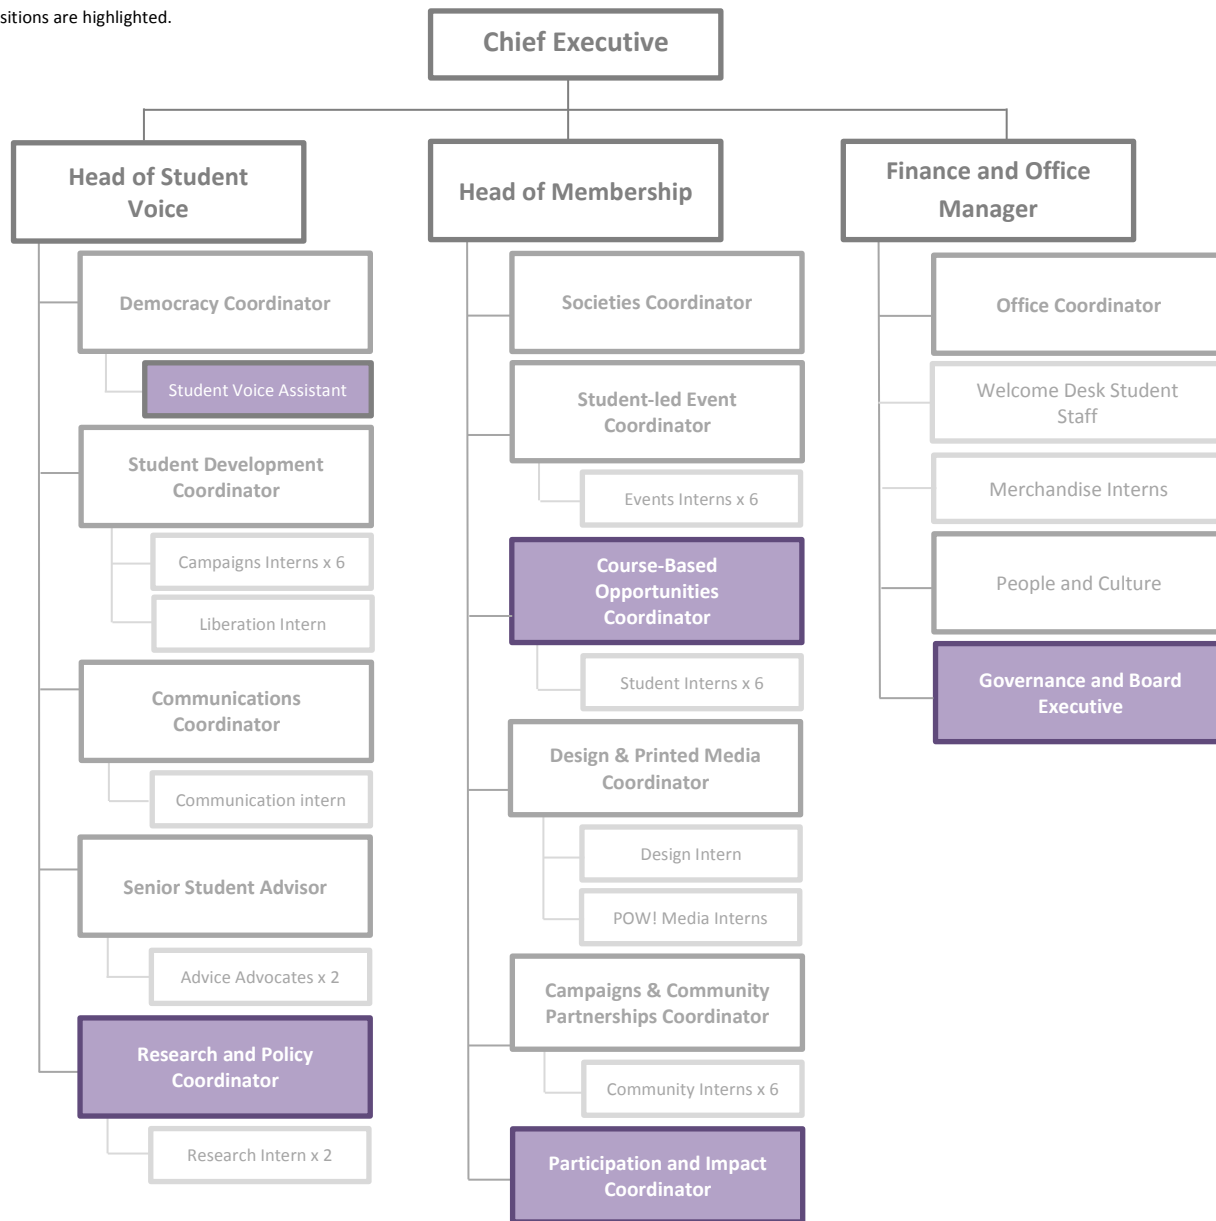 sitions are highlighted.
Chief Executive
Head of Student
Voice
Democracy Coordinator
Student Voice Assistant
Student Development
Coordinator
Campaigns Interns x 6
Liberation Intern
Communications
Coordinator
Communication intern
Senior Student Advisor
Advice Advocates x 2
Research and Policy
Coordinator
Research Intern x 2
Head of Membership
Societies Coordinator
Student-led Event
Coordinator
Events Interns x 6
Course-Based
Opportunities
Coordinator
Student Interns x 6
Design & Printed Media
Coordinator
Design Intern
POW! Media Interns
Campaigns & Community
Partnerships Coordinator
Community Interns x 6
Participation and Impact
Coordinator
Finance and Office
Manager
Office Coordinator
Welcome Desk Student
Staff
Merchandise Interns
People and Culture
Governance and Board
Executive